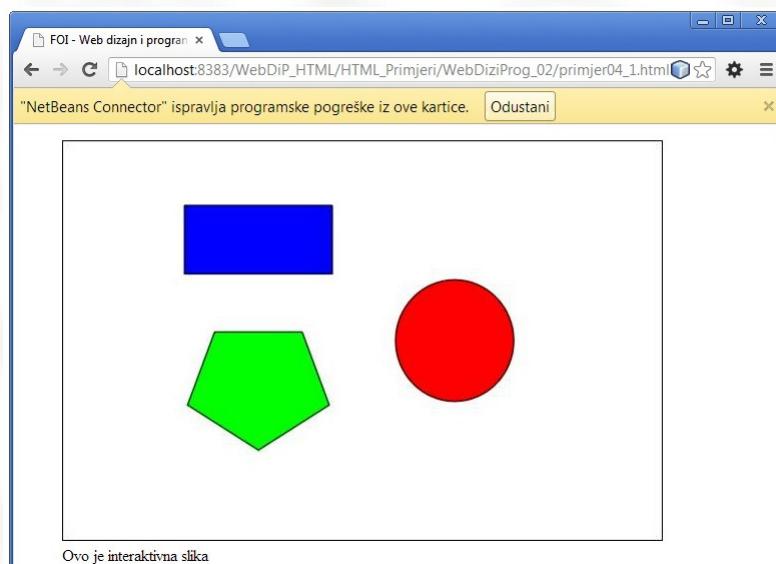 FOI - Web dizajn i progran
localhost:8383/WebDiP_HTML/HTML_Primjeri/WebDiziProg_02/primjer04_1.html
"NetBeans Connector" ispravlja programske pogreške iz ove kartice. Odustani
Ovo je interaktivna slika